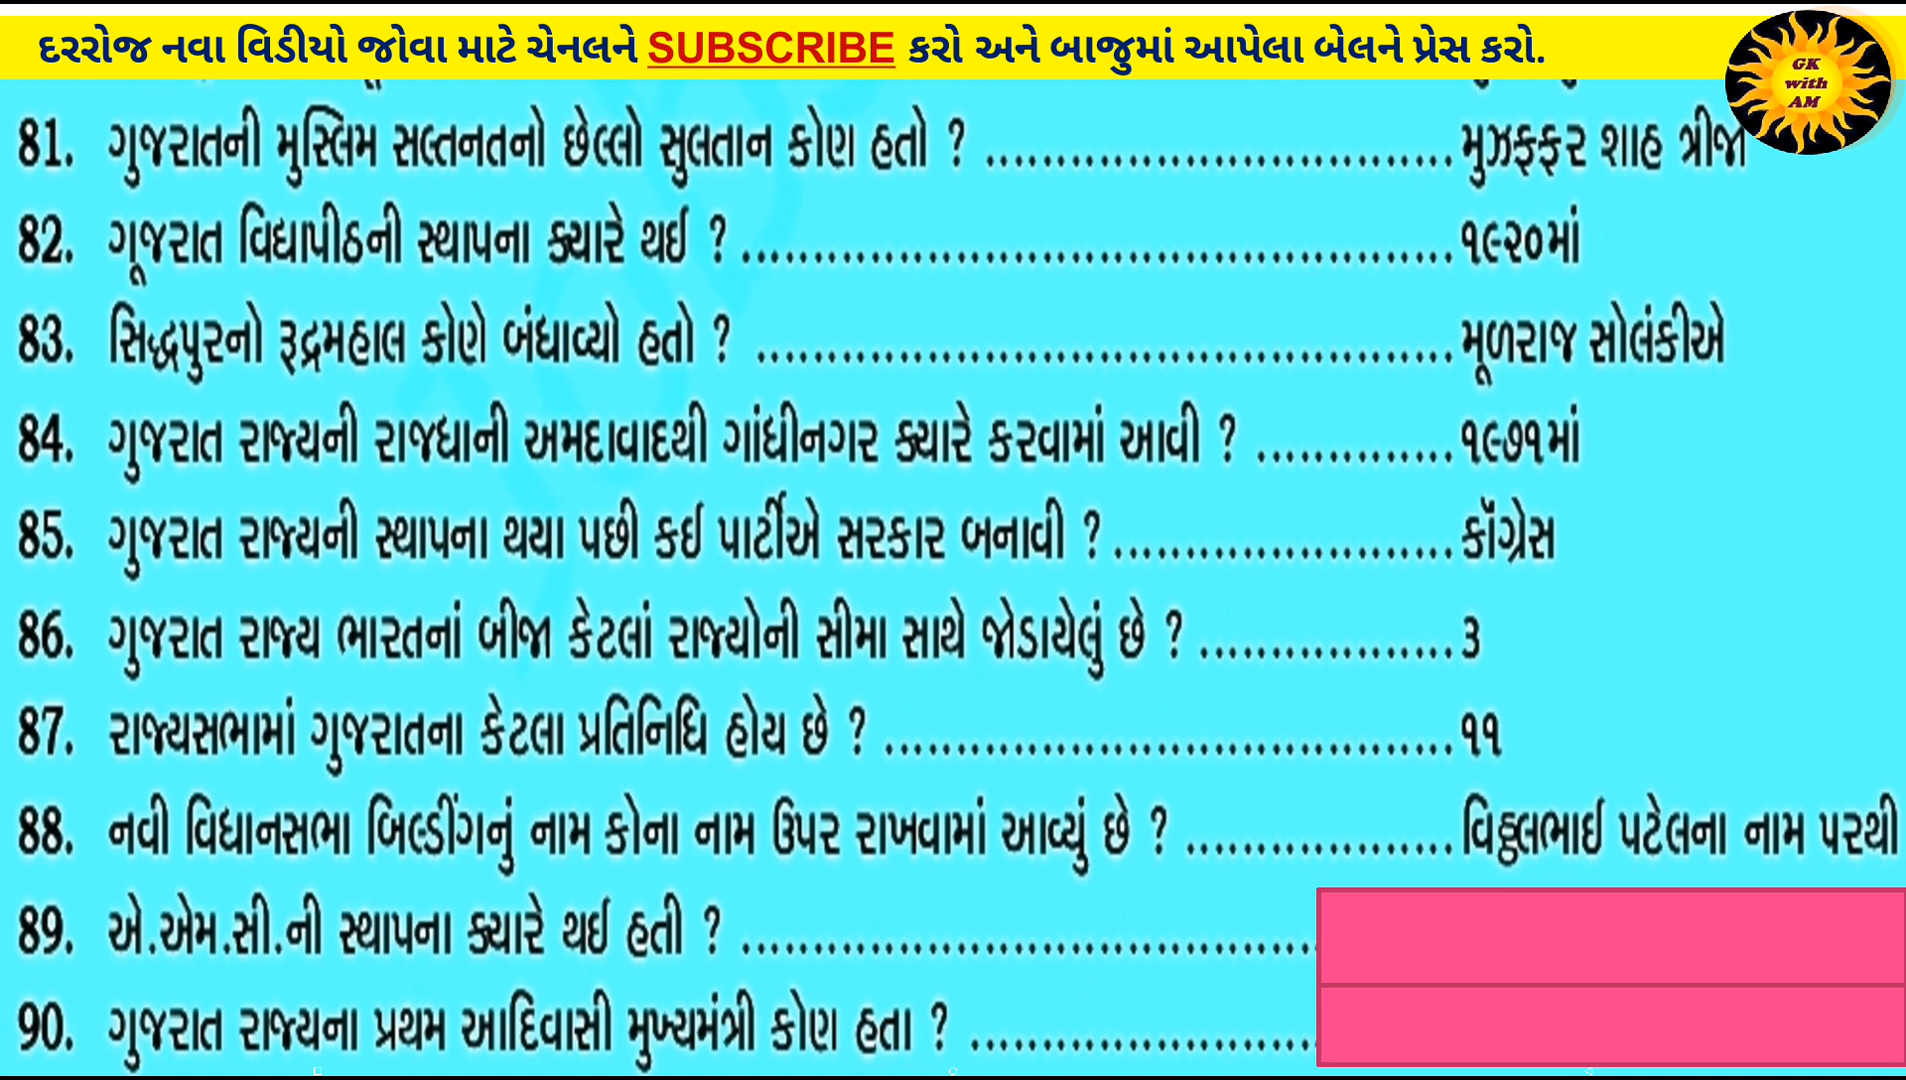 દરરોજ નવા વિડીયો જોવા માટે ચેનલને SUBSCRIBE કરો અને બાજુમાં આપેલા બેલને પ્રેસ કરો.
GK
with
AM
81. ગુજરાતની મુસ્લિમ સલ્તનતનો છેલ્લો સુલતાન કોણ હતો ? ................................. મુઝફ્ફર શાહ ત્રીજા
82. ગૂજરાત વિદ્યાપીઠની સ્થાપના ક્યારે થઈ ? .................................................. ૧૯૨૦માં
83. સિદ્ધપુરનો રૂદ્રમહાલ કોણે બંધાવ્યો હતો ? ................................................. મૂળરાજ સોલંકીએ
84. ગુજરાત રાજ્યની રાજધાની અમદાવાદથી ગાંધીનગર ક્યારે કરવામાં આવી ? .............. ૧૯૭૧માં
85. ગુજરાત રાજ્યની સ્થાપના થયા પછી કઈ પાર્ટીએ સરકાર બનાવી ? ........................ કૉંગ્રેસ
86. ગુજરાત રાજ્ય ભારતનાં બીજા કેટલાં રાજ્યોની સીમા સાથે જોડાયેલું છે ? .................. ૩
87. રાજ્યસભામાં ગુજરાતના કેટલા પ્રતિનિધિ હોય છે ? ........................................ ૧૧
88. નવી વિધાનસભા બિલ્ડીંગનું નામ કોના નામ ઉપર રાખવામાં આવ્યું છે ? ................... વિઠ્ઠલભાઈ પટેલના નામ પરથી
89. એ.એમ.સી.ની સ્થાપના ક્યારે થઈ હતી ? .........................................
90. ગુજરાત રાજ્યના પ્રથમ આદિવાસી મુખ્યમંત્રી કોણ હતા ? .........................